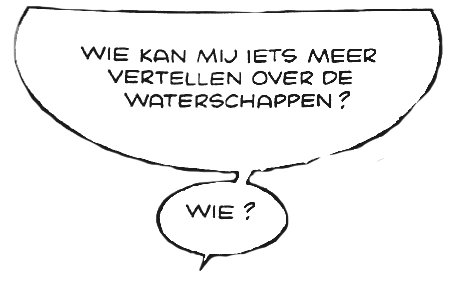 WIE KAN MIJ IETS MEER
VERTELLEN OVER DE
WATERSCHAPPEN?
WIE?